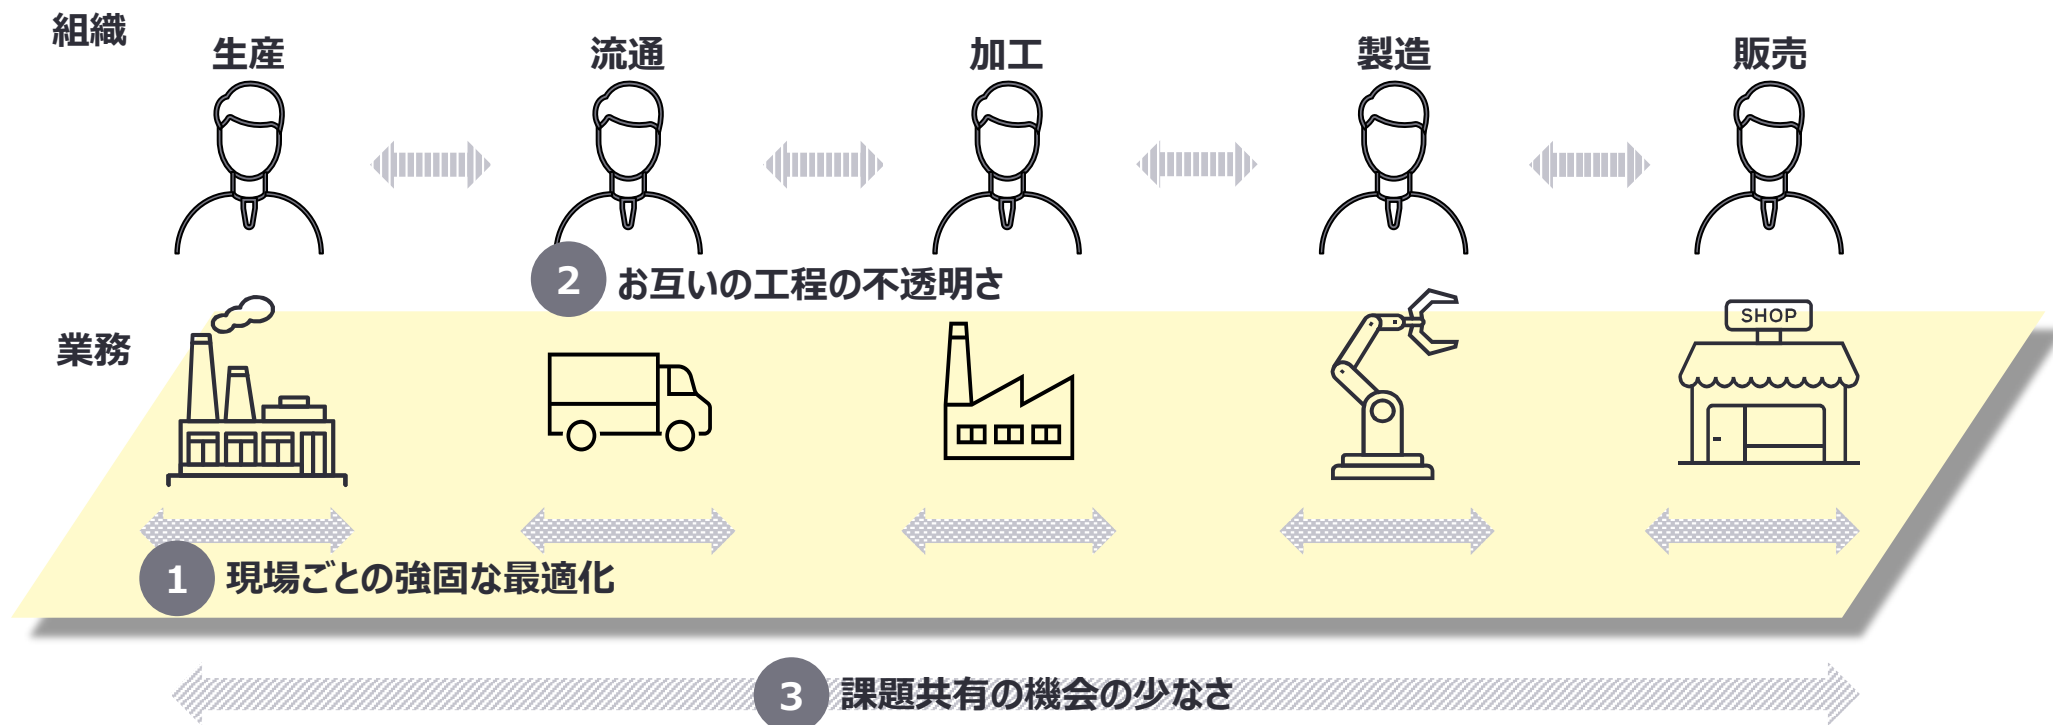 組織
生産
流通
加工
製造
販売
2 お互いの工程の不透明さ
業務
SHOP
1 現場ごとの強固な最適化
3 課題共有の機会の少なさ